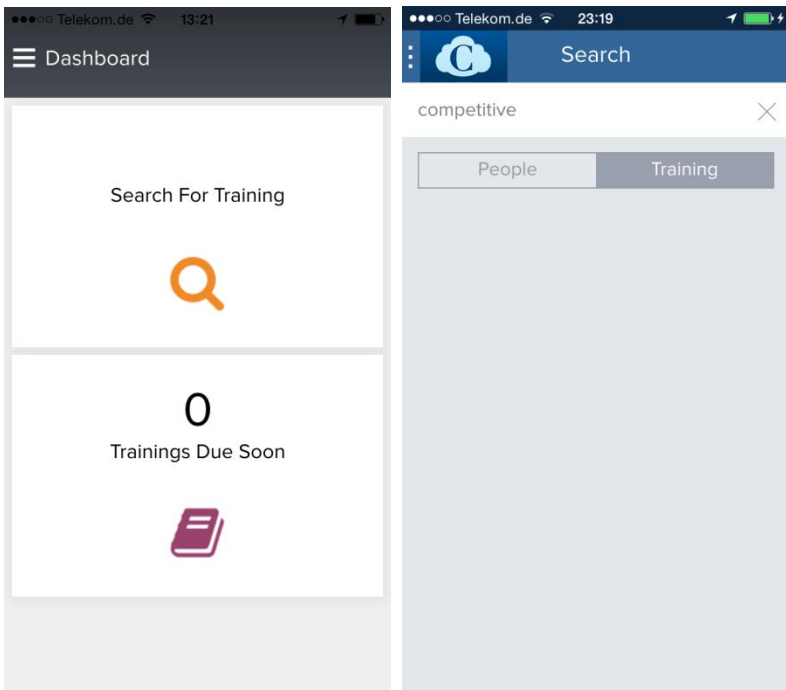 Telekom.de 13:21
Dashboard
Search For Training
0
Trainings Due Soon
Telekom.de 23:19
C
Search
competitive
People Training